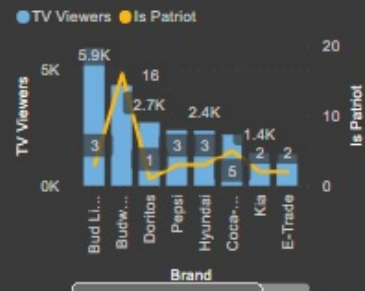 TV Viewers Is Patriot
TV Viewers
5K
0K
5.9K
16
2.7K
2.4K
1.4K
3
1
3
3
5
2
2
20
10
0
Is Patriot
Bud Li...
Budw...
Doritos
Pepsi
Hyundai
Coca-...
Kia
E-Trade
Brand